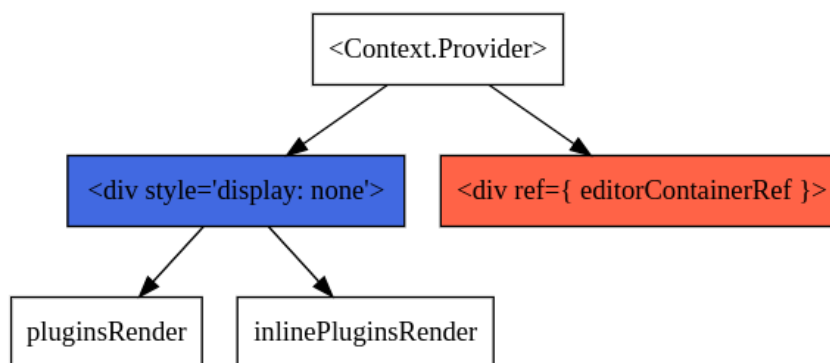 <Context.Provider>
<div style='display: none'>
<div ref={ editorContainerRef }>
pluginsRender
inlinePluginsRender